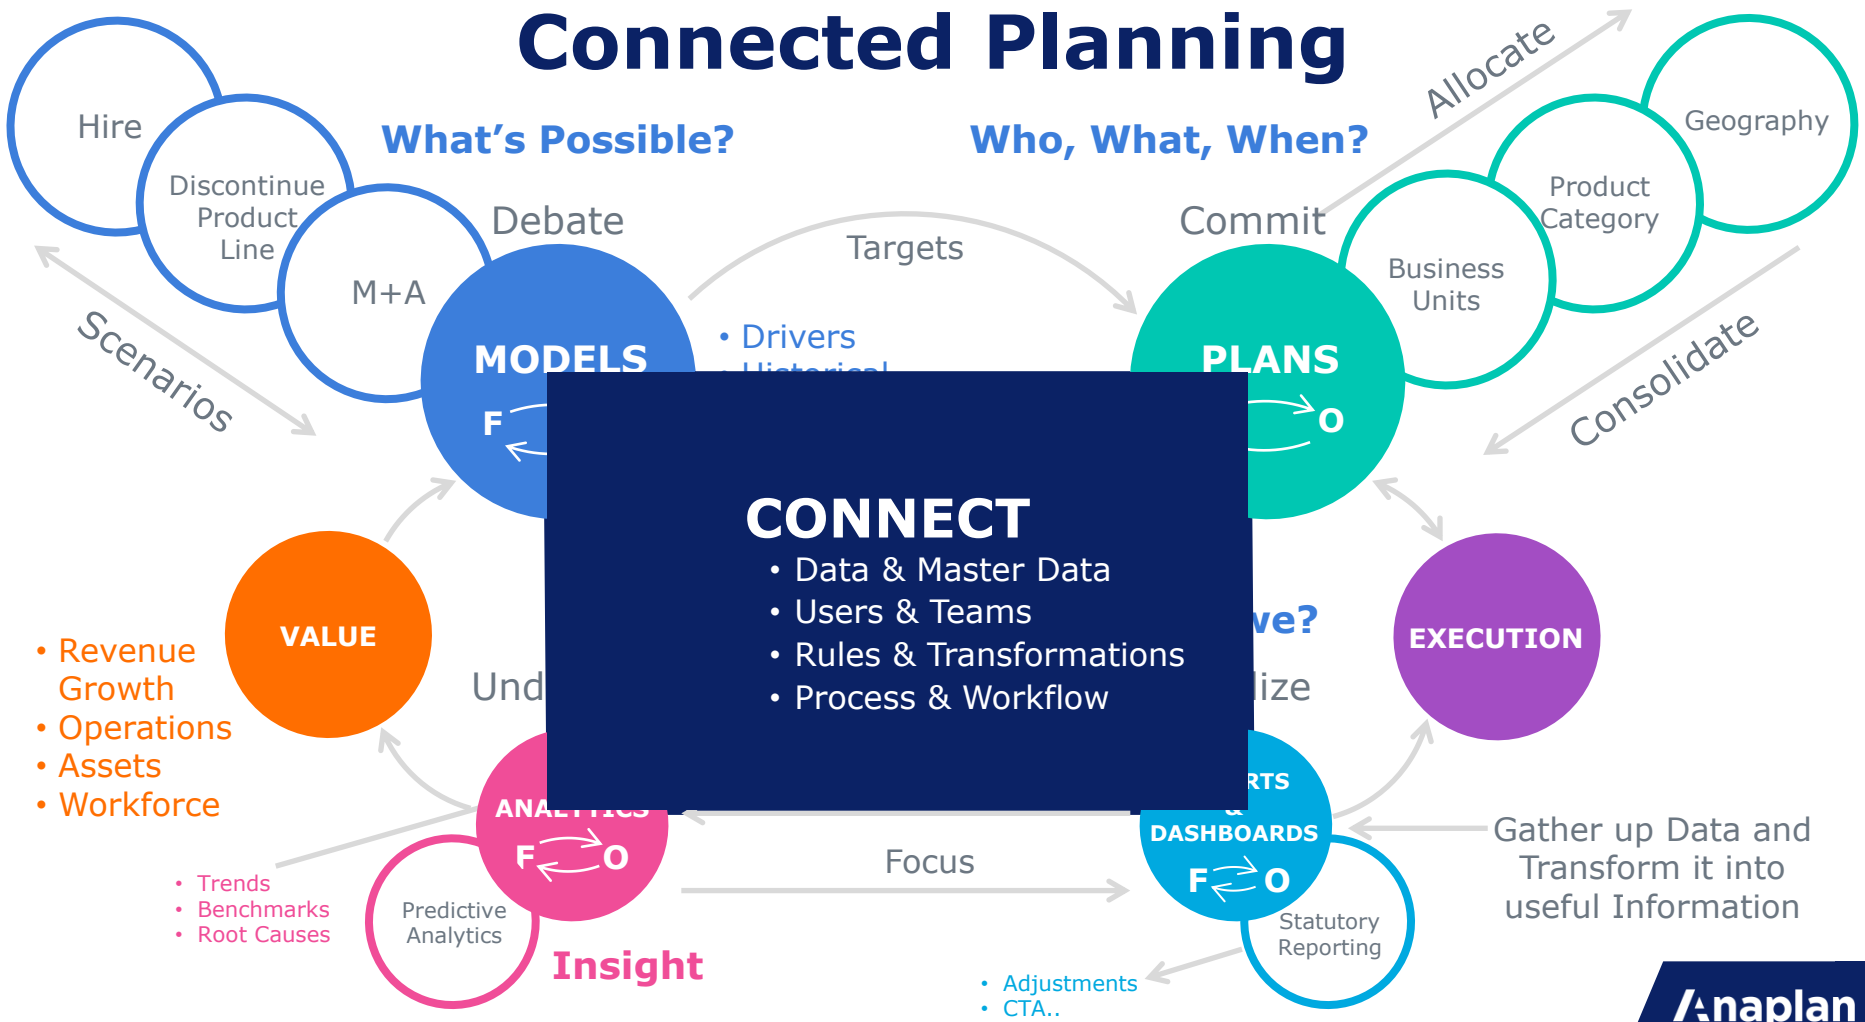 Connected Planning
Allocate
Hire
What's Possible?
Who, What, When?
Geography
Discontinue
Product
Line
Product
Category
Debate
Commit
Targets
M+A
Business
Units
Scenarios
Consolidate
MODELS
• Drivers
• Historical
PLANS
F
O
CONNECT
• Data & Master Data
• Users & Teams
• Rules & Transformations
• Process & Workflow
VALUE
EXECUTION
• Revenue
Growth
• Operations
• Assets
• Workforce
ANALYTICS
F O
&
DASHBOARDS
F O
Focus
Gather up Data and
Transform it into
useful Information
• Trends
• Benchmarks
• Root Causes
Predictive
Analytics
Statutory
Reporting
Insight
• Adjustments
• CTA..
Anaplan